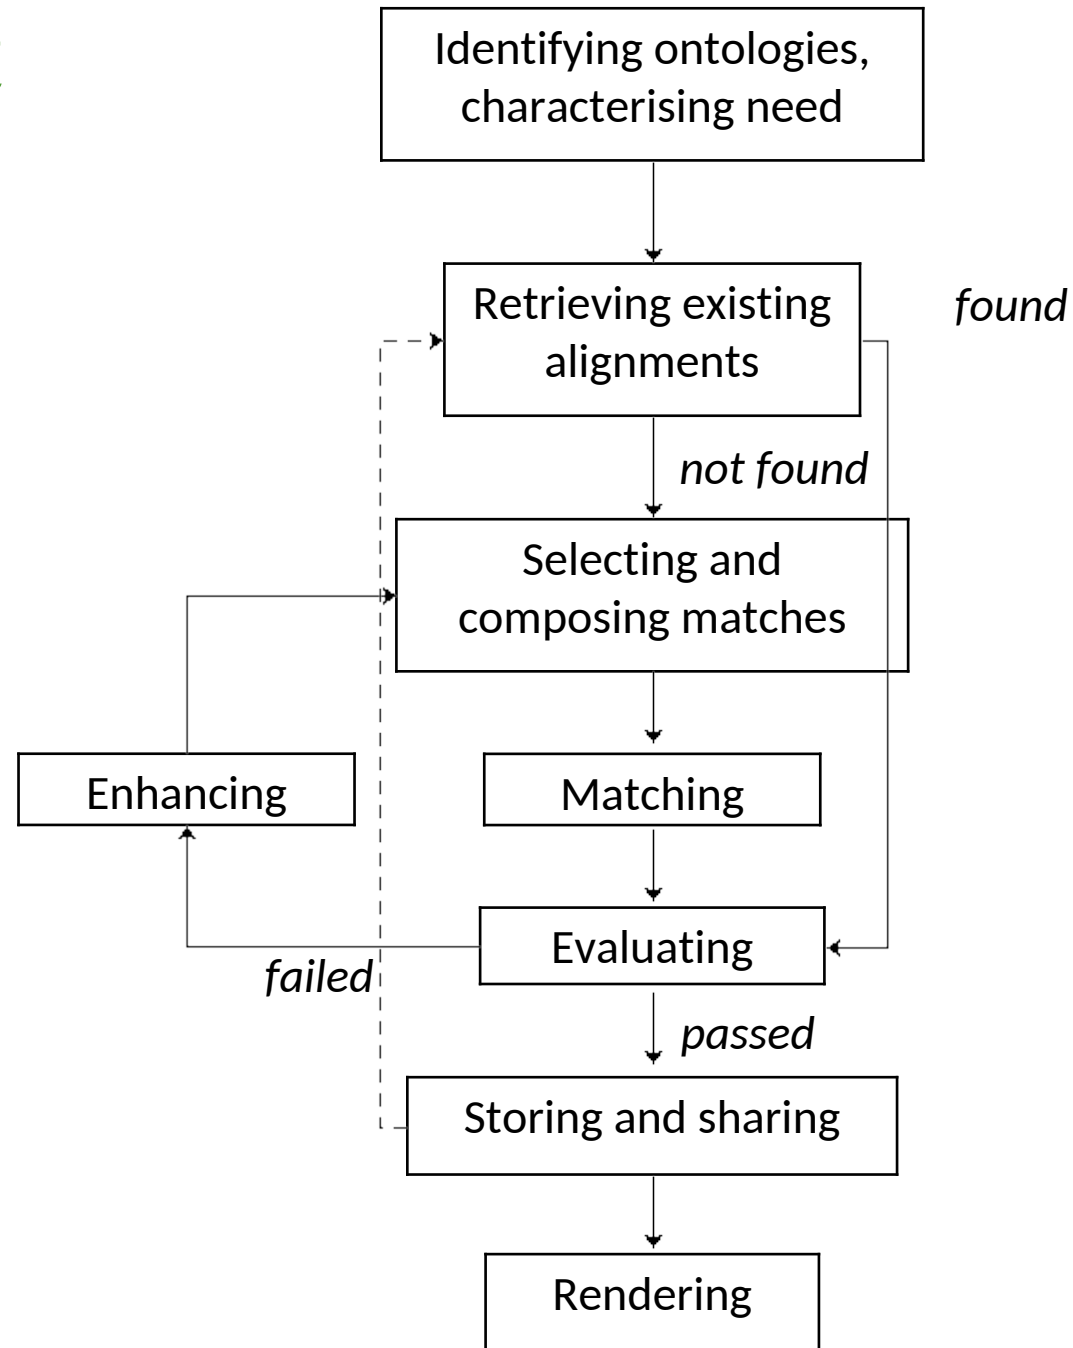 Identifying ontologies,
characterising need
Retrieving existing
alignments
found
not found
Selecting and
composing matches
Enhancing
Matching
Evaluating
failed
passed
Storing and sharing
Rendering